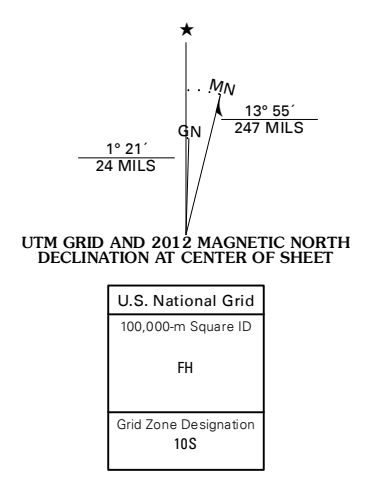 ★
MN
GN
13° 55´
247 MILS
1° 21´
24 MILS
UTM GRID AND 2012 MAGNETIC NORTH
DECLINATION AT CENTER OF SHEET
U.S. National Grid
100,000-m Square ID
FH
Grid Zone Designation
10S